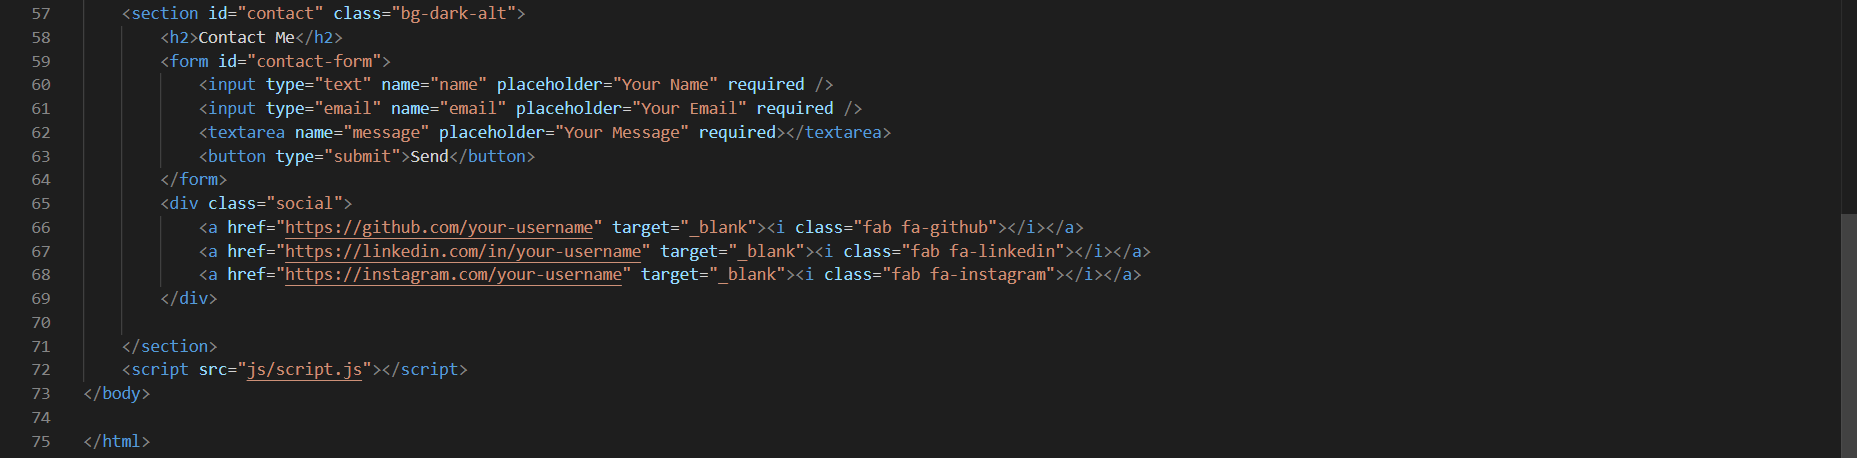 57 <section id="contact" class="bg-dark-alt">
58 <h2>Contact Me</h2>
59 <form id="contact-form">
60 <input type="text" name="name" placeholder="Your Name" required />
61 <input type="email" name="email" placeholder="Your Email" required />
62 <textarea name="message" placeholder="Your Message" required></textarea>
63 <button type="submit">Send</button>
64 </form>
65 <div class="social">
66 <a href="https://github.com/your-username" target="_blank"><i class="fab fa-github"></i></a>
67 <a href="https://linkedin.com/in/your-username" target="_blank"><i class="fab fa-linkedin"></i></a>
68 <a href="https://instagram.com/your-username" target="_blank"><i class="fab fa-instagram"></i></a>
69 </div>
70
71 </section>
72 <script src="js/script.js"></script>
73 </body>
74
75 </html>